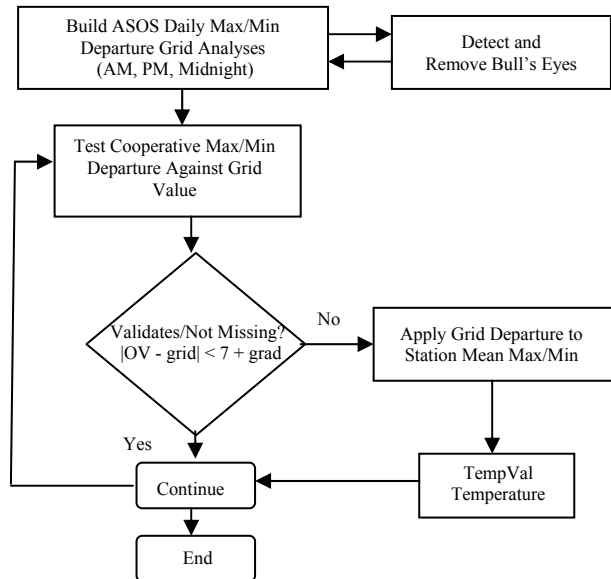 Build ASOS Daily Max/Min
Departure Grid Analyses
(AM, PM, Midnight)
Detect and
Remove Bull’s Eyes
Test Cooperative Max/Min
Departure Against Grid
Value
Validates/Not Missing?
|OV - grid| < 7 + grad
No
Apply Grid Departure to
Station Mean Max/Min
Yes
Continue
TempVal
Temperature
End